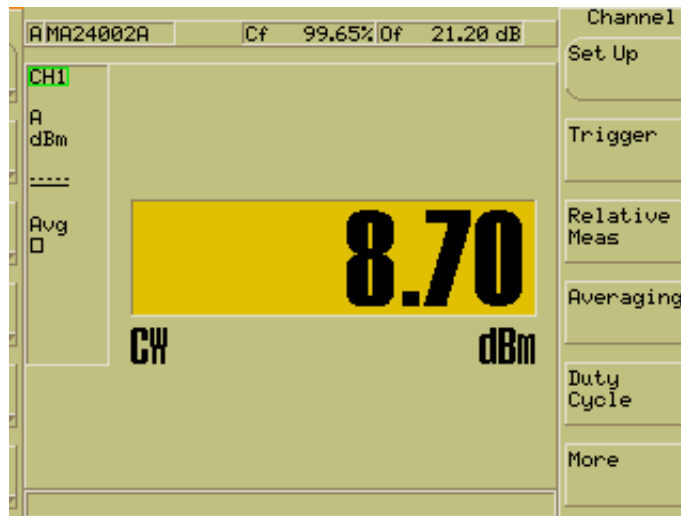 A MA24002A Cf 99.65% Of 21.20 dB
Channel
Set Up
CH1
A
dBm
-----
Avg
Trigger
Relative
Meas
8.70
CW dBm
Averaging
Duty
Cycle
More